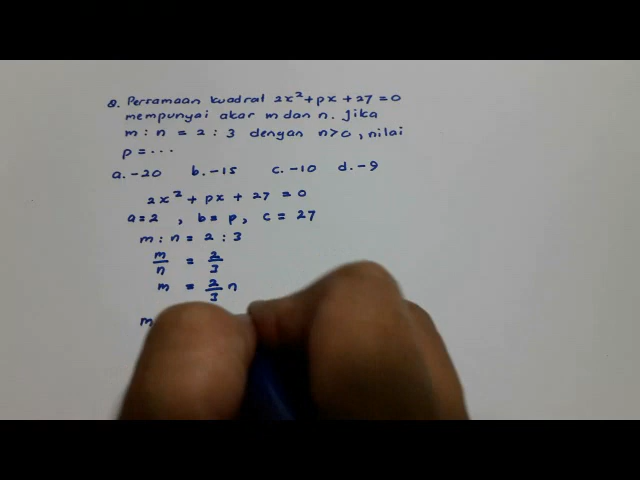 Q. Persamaan kuadrat 2x²+px+27=0
mempunyai akar m dan n. Jika
m : n = 2 : 3 dengan n>0, nilai
p = ...
a. -20 b. -15 c. -10 d. -9
2x² + px + 27 = 0
a=2 , b=p, c=27
m:n=2:3
m/n = 2/3
m = 2/3 n
m